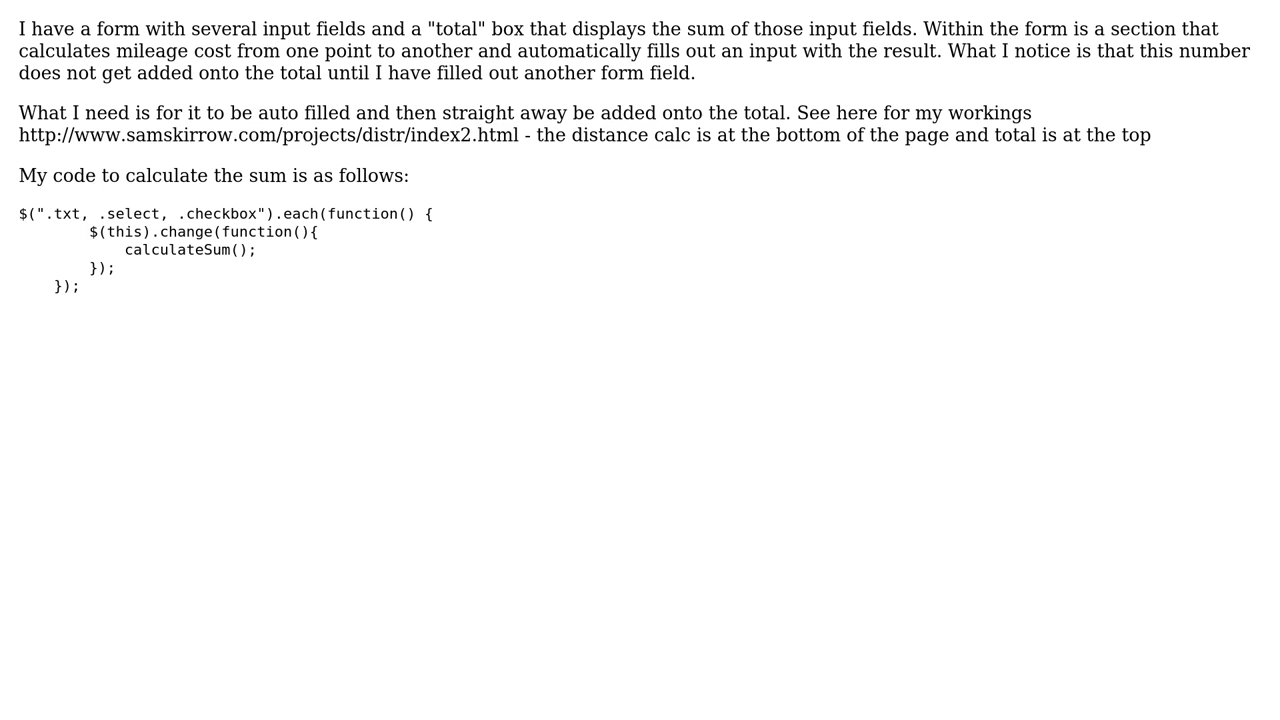 I have a form with several input fields and a "total" box that displays the sum of those input fields. Within the form is a section that
calculates mileage cost from one point to another and automatically fills out an input with the result. What I notice is that this number
does not get added onto the total until I have filled out another form field.
What I need is for it to be auto filled and then straight away be added onto the total. See here for my workings
http://www.samskirrow.com/projects/distr/index2.html - the distance calc is at the bottom of the page and total is at the top
My code to calculate the sum is as follows:
$(".txt, .select, .checkbox").each(function() {
        $(this).change(function(){
            calculateSum();
        });
    });